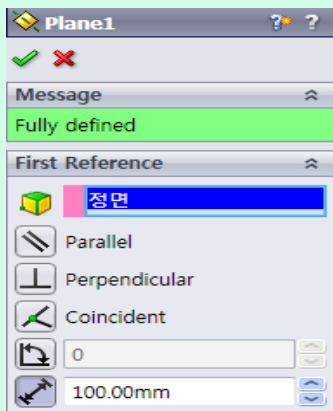 Plane1
Message
Fully defined
First Reference
정면
Parallel
Perpendicular
Coincident
0
100.00mm